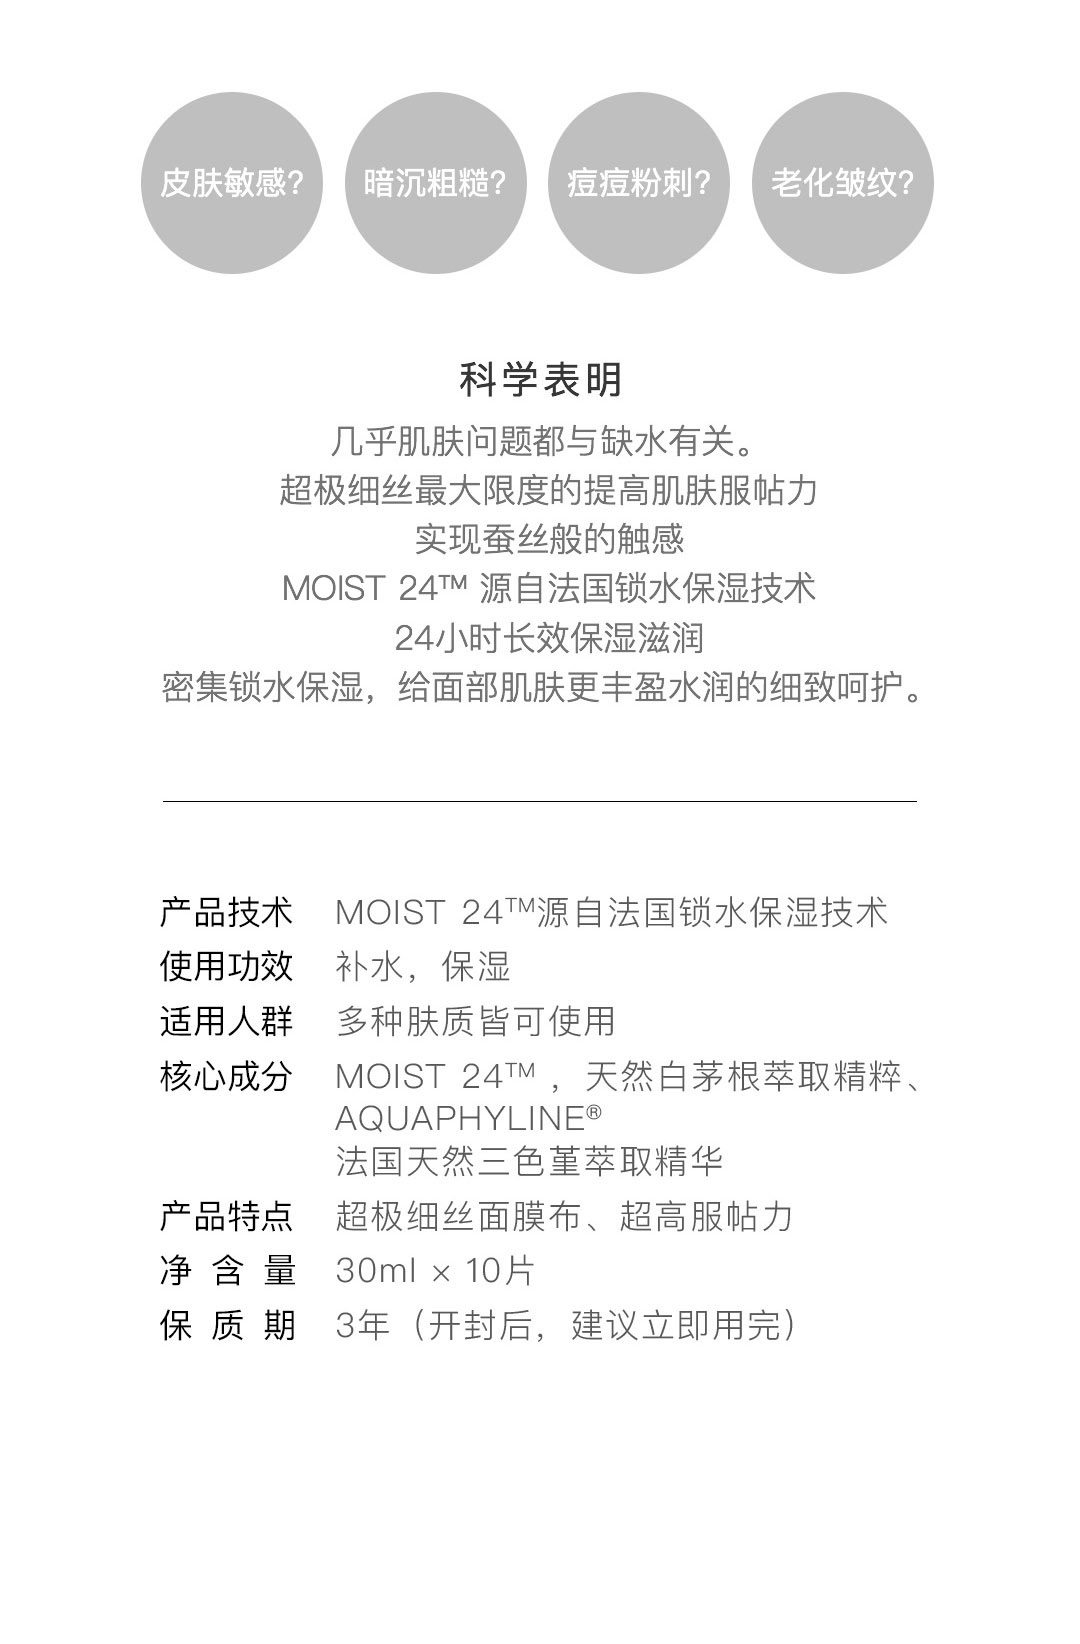 皮肤敏感?
暗沉粗糙?
痘痘粉刺?
老化皱纹?
科学表明
几乎肌肤问题都与缺水有关。
超极细丝最大限度的提高肌肤服帖力
实现蚕丝般的触感
MOIST 24™ 源自法国锁水保湿技术
24小时长效保湿滋润
密集锁水保湿，给面部肌肤更丰盈水润的细致呵护。
产品技术 MOIST 24™源自法国锁水保湿技术
使用功效 补水，保湿
适用人群 多种肤质皆可使用
核心成分 MOIST 24™，天然白茅根萃取精粹、
AQUAPHYLINE®
法国天然三色堇萃取精华
产品特点 超极细丝面膜布、超高服帖力
净含量 30ml × 10片
保质期 3年（开封后，建议立即用完）